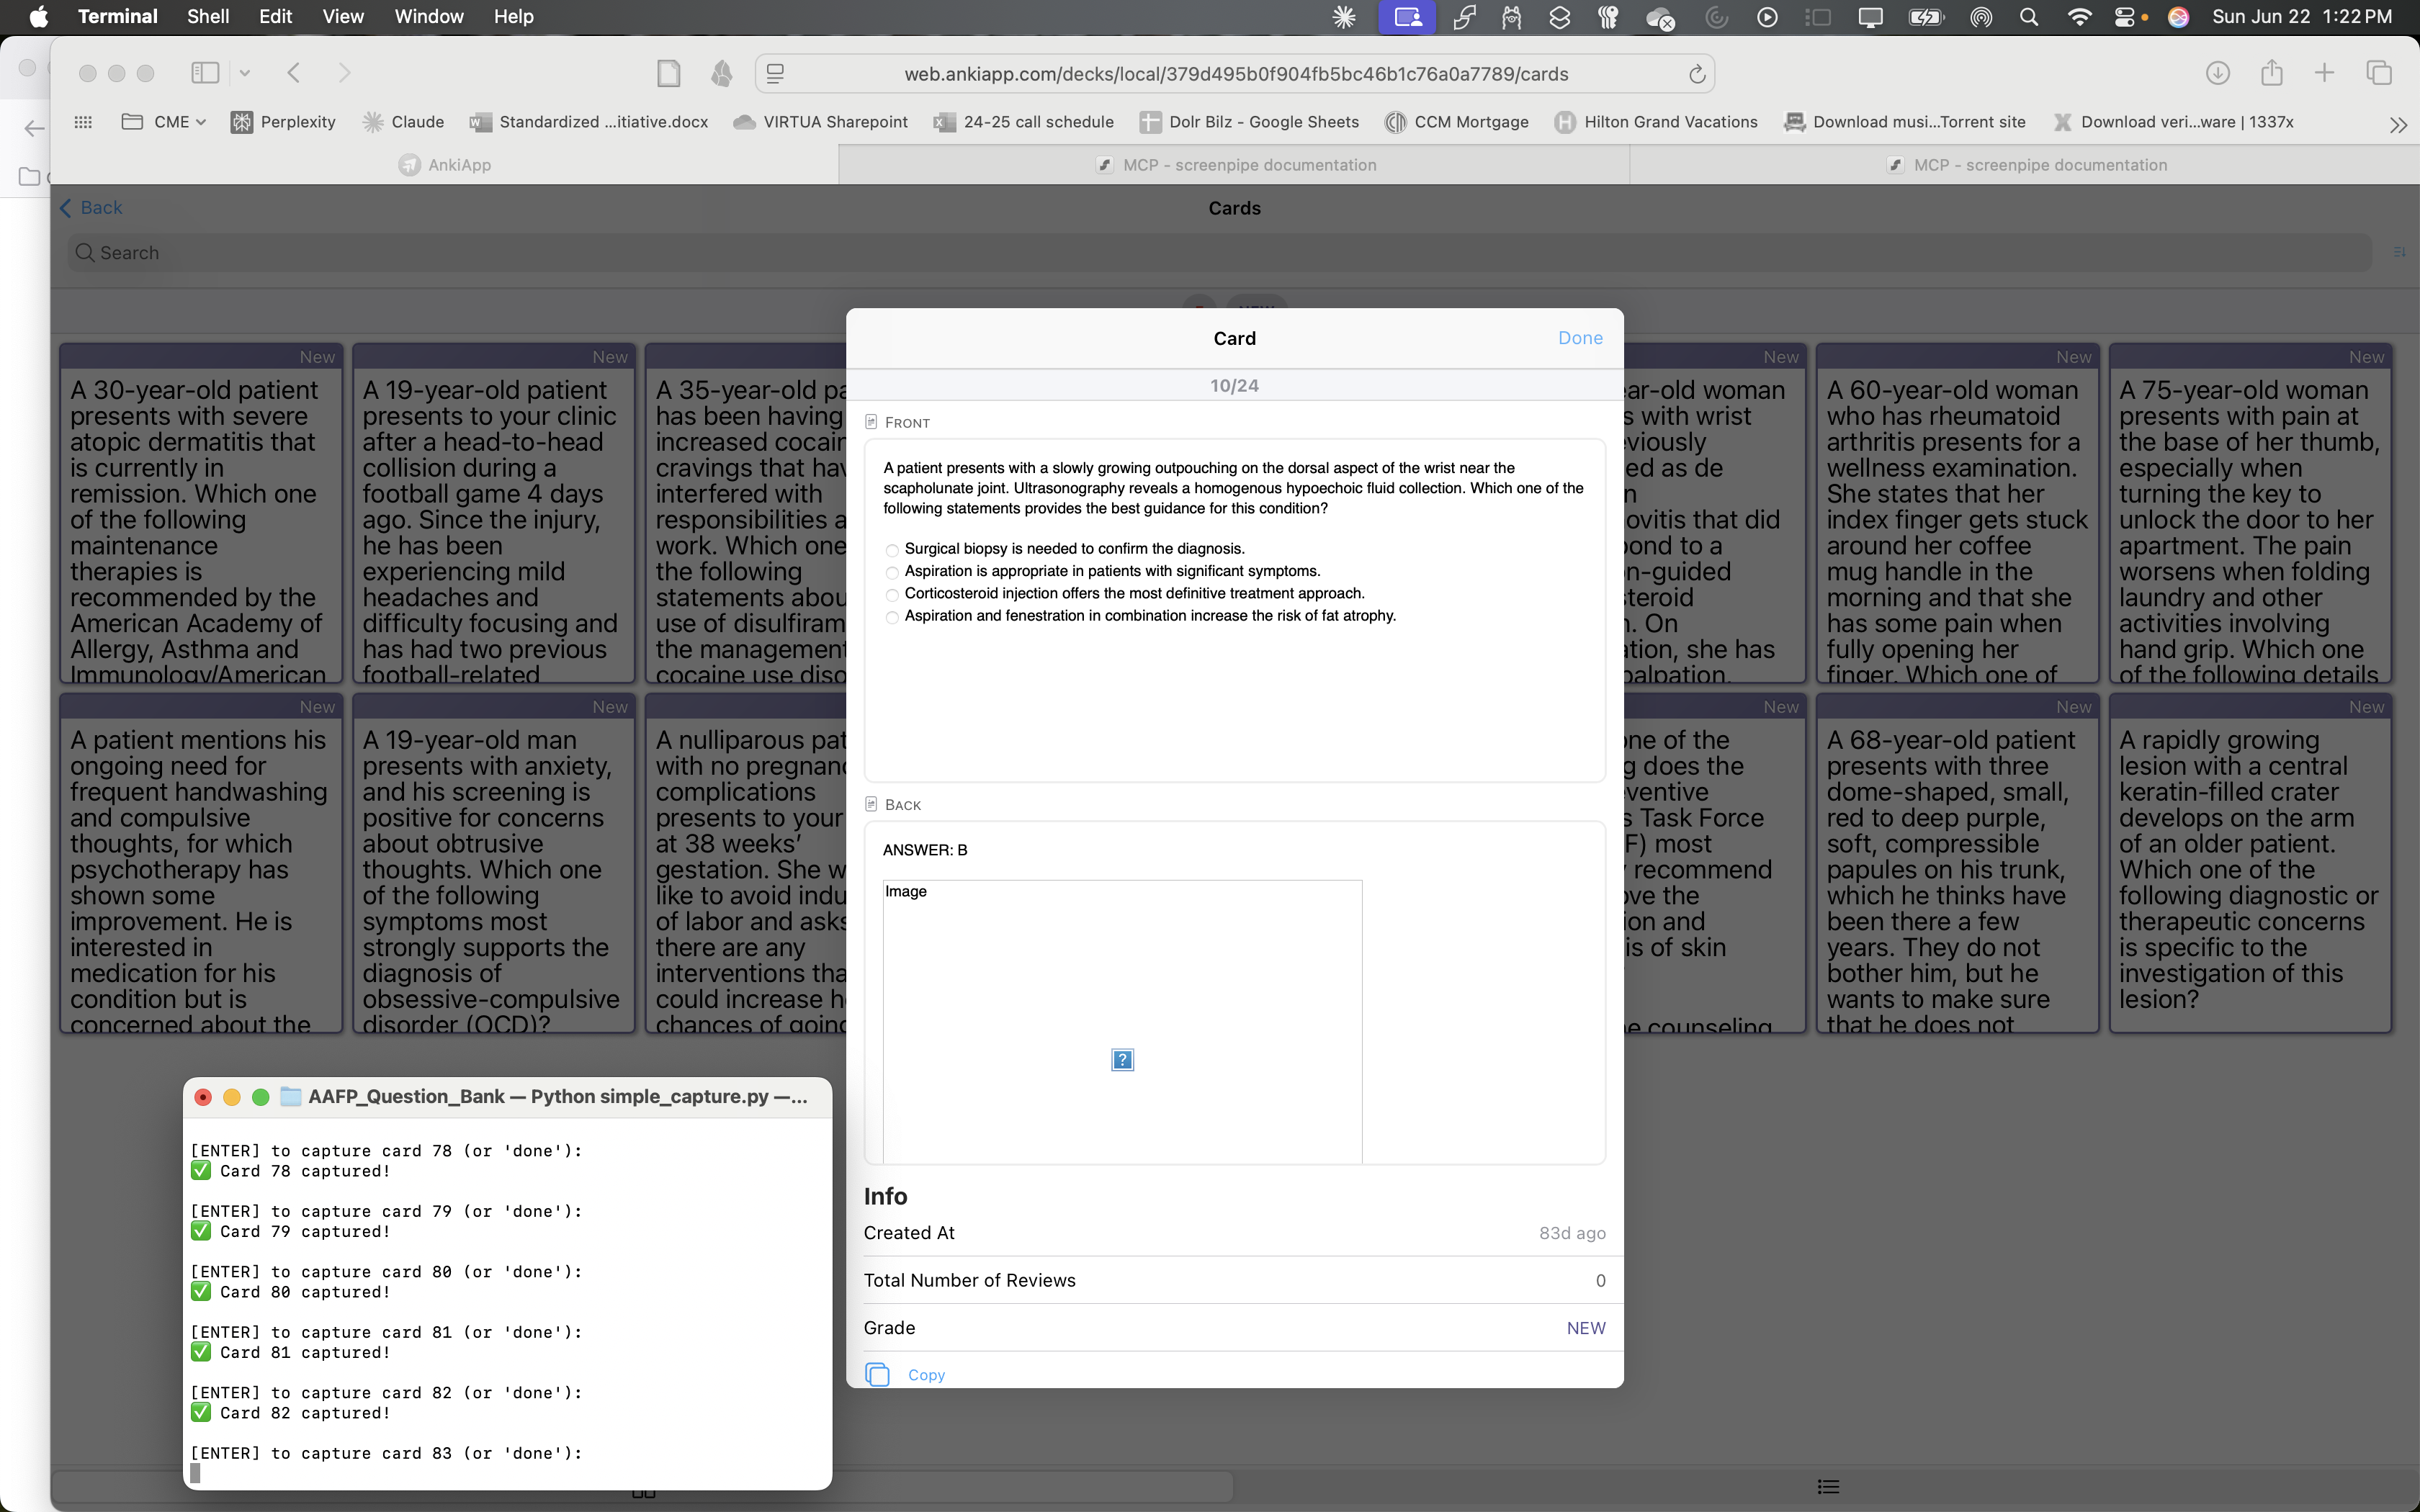 Terminal Shell Edit View Window Help
Sun Jun 22 1:22 PM
web.ankiapp.com/decks/local/379d495b0f904fb5bc46b1c76a0a7789/cards
CME Perplexity Claude Standardized ...itiative.docx VIRTUA Sharepoint 24-25 call schedule Dolr Bilz - Google Sheets CCM Mortgage Hilton Grand Vacations Download musi...Torrent site Download veri...ware | 1337x
AnkiApp MCP - screenpipe documentation MCP - screenpipe documentation
Back
Cards
Search
New
A 30-year-old patient
presents with severe
atopic dermatitis that
is currently in
remission. Which one
of the following
maintenance
therapies is
recommended by the
American Academy of
Allergy, Asthma and
Immunology/American
New
A 19-year-old patient
presents to your clinic
after a head-to-head
collision during a
football game 4 days
ago. Since the injury,
he has been
experiencing mild
headaches and
difficulty focusing and
has had two previous
football-related
A 35-year-old pa
has been having
increased cocain
cravings that hav
interfered with
responsibilities a
work. Which one
the following
statements abou
use of disulfiram
the management
cocaine use diso
Card
Done
10/24
FRONT
A patient presents with a slowly growing outpouching on the dorsal aspect of the wrist near the
scapholunate joint. Ultrasonography reveals a homogenous hypoechoic fluid collection. Which one of the
following statements provides the best guidance for this condition?
Surgical biopsy is needed to confirm the diagnosis.
Aspiration is appropriate in patients with significant symptoms.
Corticosteroid injection offers the most definitive treatment approach.
Aspiration and fenestration in combination increase the risk of fat atrophy.
BACK
ANSWER: B
Image
Info
Created At 83d ago
Total Number of Reviews 0
Grade NEW
Copy
New
ar-old woman
s with wrist
viously
ed as de
n
ovitis that did
ond to a
n-guided
teroid
n. On
ation, she has
palpation.
New
A 60-year-old woman
who has rheumatoid
arthritis presents for a
wellness examination.
She states that her
index finger gets stuck
around her coffee
mug handle in the
morning and that she
has some pain when
fully opening her
finger. Which one of
New
A 75-year-old woman
presents with pain at
the base of her thumb,
especially when
turning the key to
unlock the door to her
apartment. The pain
worsens when folding
laundry and other
activities involving
hand grip. Which one
of the following details
New
A patient mentions his
ongoing need for
frequent handwashing
and compulsive
thoughts, for which
psychotherapy has
shown some
improvement. He is
interested in
medication for his
condition but is
concerned about the
New
A 19-year-old man
presents with anxiety,
and his screening is
positive for concerns
about obtrusive
thoughts. Which one
of the following
symptoms most
strongly supports the
diagnosis of
obsessive-compulsive
disorder (OCD)?
A nulliparous pat
with no pregnanc
complications
presents to your
at 38 weeks'
gestation. She w
like to avoid indu
of labor and asks
there are any
interventions tha
could increase h
chances of going
New
one of the
g does the
ventive
s Task Force
F) most
recommend
ove the
ion and
is of skin
e counseling
New
A 68-year-old patient
presents with three
dome-shaped, small,
red to deep purple,
soft, compressible
papules on his trunk,
which he thinks have
been there a few
years. They do not
bother him, but he
wants to make sure
that he does not
New
A rapidly growing
lesion with a central
keratin-filled crater
develops on the arm
of an older patient.
Which one of the
following diagnostic or
therapeutic concerns
is specific to the
investigation of this
lesion?
AAFP_Question_Bank — Python simple_capture.py —...
[ENTER] to capture card 78 (or 'done'):
✅ Card 78 captured!
[ENTER] to capture card 79 (or 'done'):
✅ Card 79 captured!
[ENTER] to capture card 80 (or 'done'):
✅ Card 80 captured!
[ENTER] to capture card 81 (or 'done'):
✅ Card 81 captured!
[ENTER] to capture card 82 (or 'done'):
✅ Card 82 captured!
[ENTER] to capture card 83 (or 'done'):